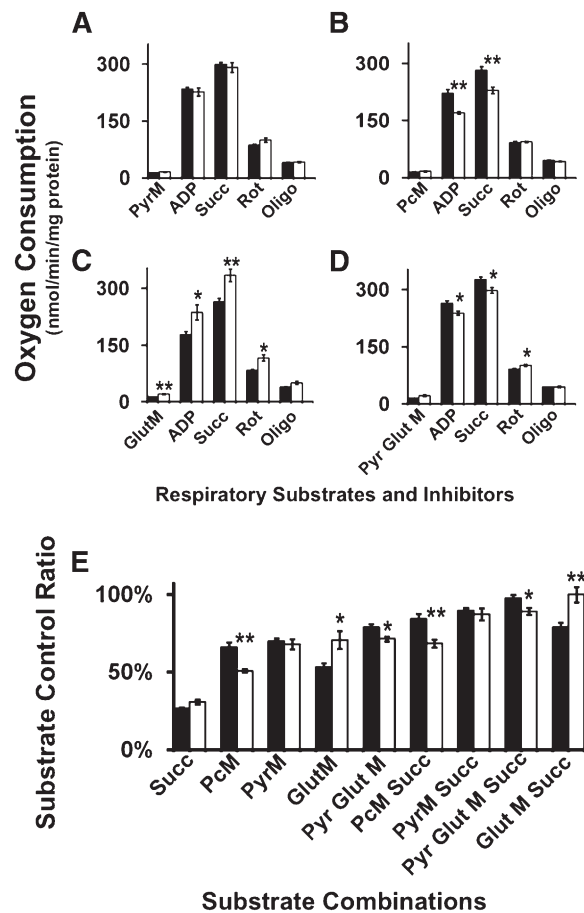 A
B
Oxygen Consumption
(nmol/min/mg protein)
300
150
0
PyrM
ADP
Succ
Rot
Oligo
300
150
0
**
**
PcM
ADP
Succ
Rot
Oligo
C
D
300
150
0
**
*
**
*
GlutM
ADP
Succ
Rot
Oligo
300
150
0
*
*
*
Pyr Glut M
ADP
Succ
Rot
Oligo
Respiratory Substrates and Inhibitors
E
Substrate Control Ratio
100%
50%
0%
**
*
*
**
*
**
Succ
PcM
PyrM
GlutM
Pyr Glut M
PcM Succ
PyrM Succ
Pyr Glut M Succ
Glut M Succ
Substrate Combinations